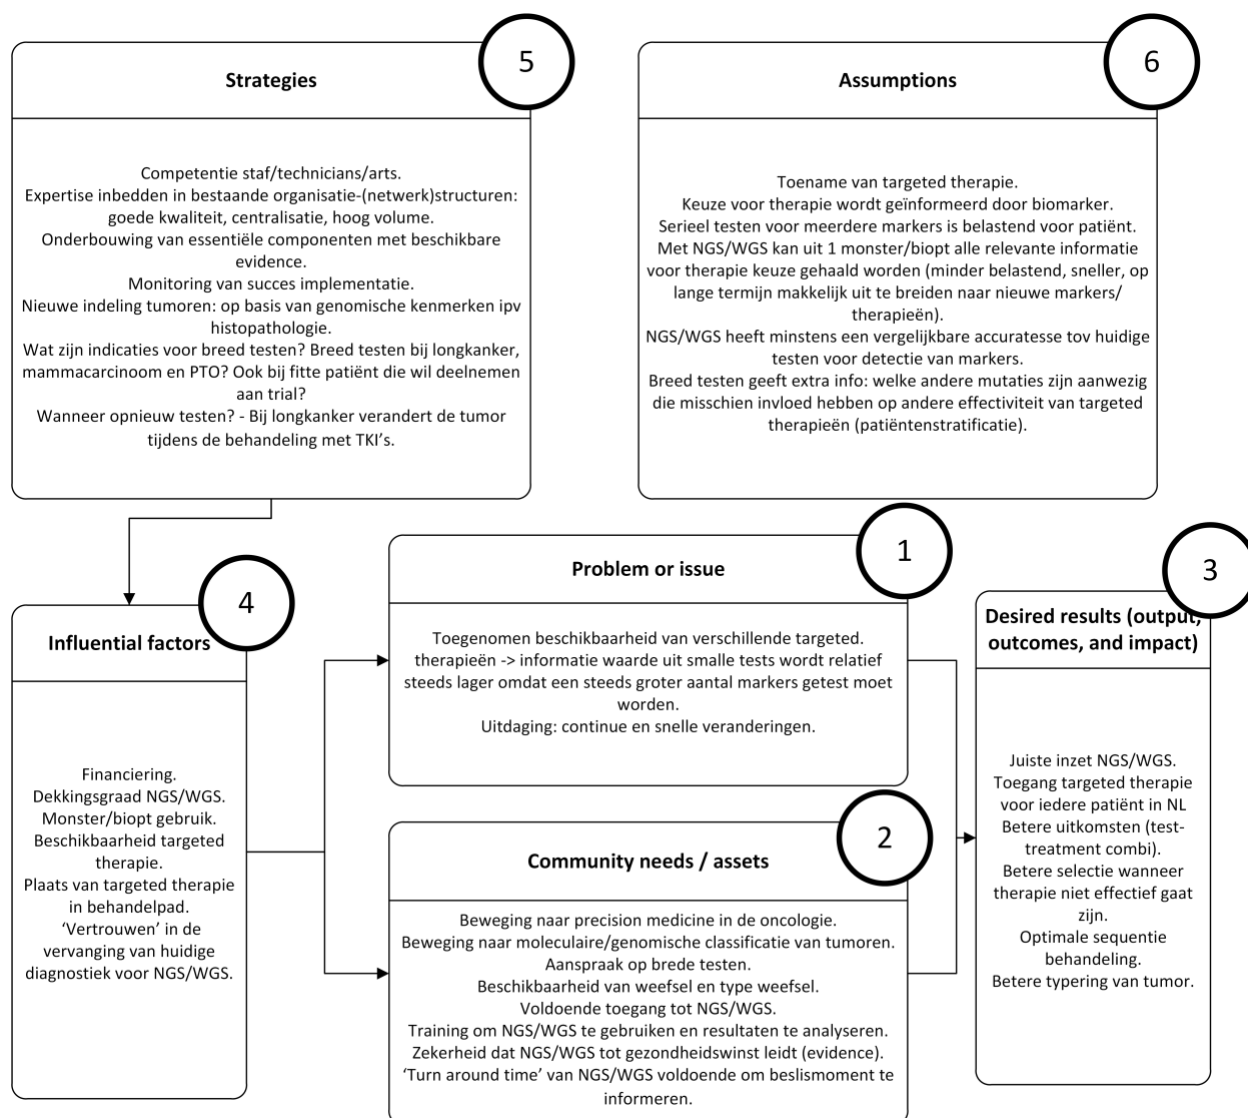 5
Strategies
Competentie staf/technicians/arts.
Expertise inbedden in bestaande organisatie-(netwerk)structuren:
goede kwaliteit, centralisatie, hoog volume.
Onderbouwing van essentiële componenten met beschikbare
evidence.
Monitoring van succes implementatie.
Nieuwe indeling tumoren: op basis van genomische kenmerken ipv
histopathologie.
Wat zijn indicaties voor breed testen? Breed testen bij longkanker,
mammacarcinoom en PTO? Ook bij fitte patiënt die wil deelnemen
aan trial?
Wanneer opnieuw testen? - Bij longkanker verandert de tumor
tijdens de behandeling met TKI’s.
6
Assumptions
Toename van targeted therapie.
Keuze voor therapie wordt geïnformeerd door biomarker.
Serieel testen voor meerdere markers is belastend voor patiënt.
Met NGS/WGS kan uit 1 monster/biopt alle relevante informatie
voor therapie keuze gehaald worden (minder belastend, sneller, op
lange termijn makkelijk uit te breiden naar nieuwe markers/
therapieën).
NGS/WGS heeft minstens een vergelijkbare accuratesse tov huidige
testen voor detectie van markers.
Breed testen geeft extra info: welke andere mutaties zijn aanwezig
die misschien invloed hebben op andere effectiviteit van targeted
therapieën (patiëntenstratificatie).
4
Influential factors
Financiering.
Dekkingsgraad NGS/WGS.
Monster/biopt gebruik.
Beschikbaarheid targeted
therapie.
Plaats van targeted therapie
in behandelpad.
‘Vertrouwen’ in de
vervanging van huidige
diagnostiek voor NGS/WGS.
1
Problem or issue
Toegenomen beschikbaarheid van verschillende targeted.
therapieën -> informatie waarde uit smalle tests wordt relatief
steeds lager omdat een steeds groter aantal markers getest moet
worden.
Uitdaging: continue en snelle veranderingen.
2
Community needs / assets
Beweging naar precision medicine in de oncologie.
Beweging naar moleculaire/genomische classificatie van tumoren.
Aanspraak op brede testen.
Beschikbaarheid van weefsel en type weefsel.
Voldoende toegang tot NGS/WGS.
Training om NGS/WGS te gebruiken en resultaten te analyseren.
Zekerheid dat NGS/WGS tot gezondheidswinst leidt (evidence).
‘Turn around time’ van NGS/WGS voldoende om beslismoment te
informeren.
3
Desired results (output,
outcomes, and impact)
Juiste inzet NGS/WGS.
Toegang targeted therapie
voor iedere patiënt in NL
Betere uitkomsten (test-
treatment combi).
Betere selectie wanneer
therapie niet effectief gaat
zijn.
Optimale sequentie
behandeling.
Betere typering van tumor.